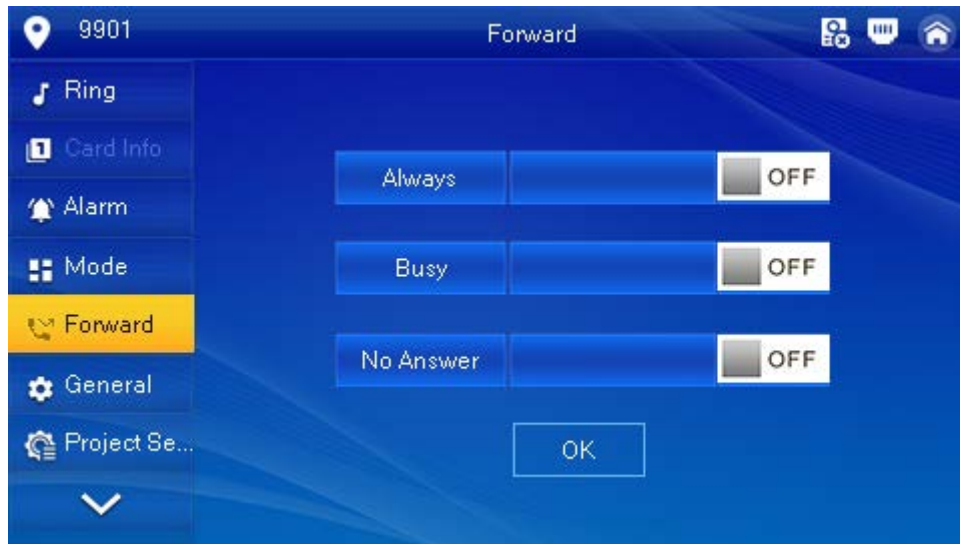 9901
Forward
Ring
Card Info
Alarm
Mode
Forward
General
Project Se...
Always
OFF
Busy
OFF
No Answer
OFF
OK